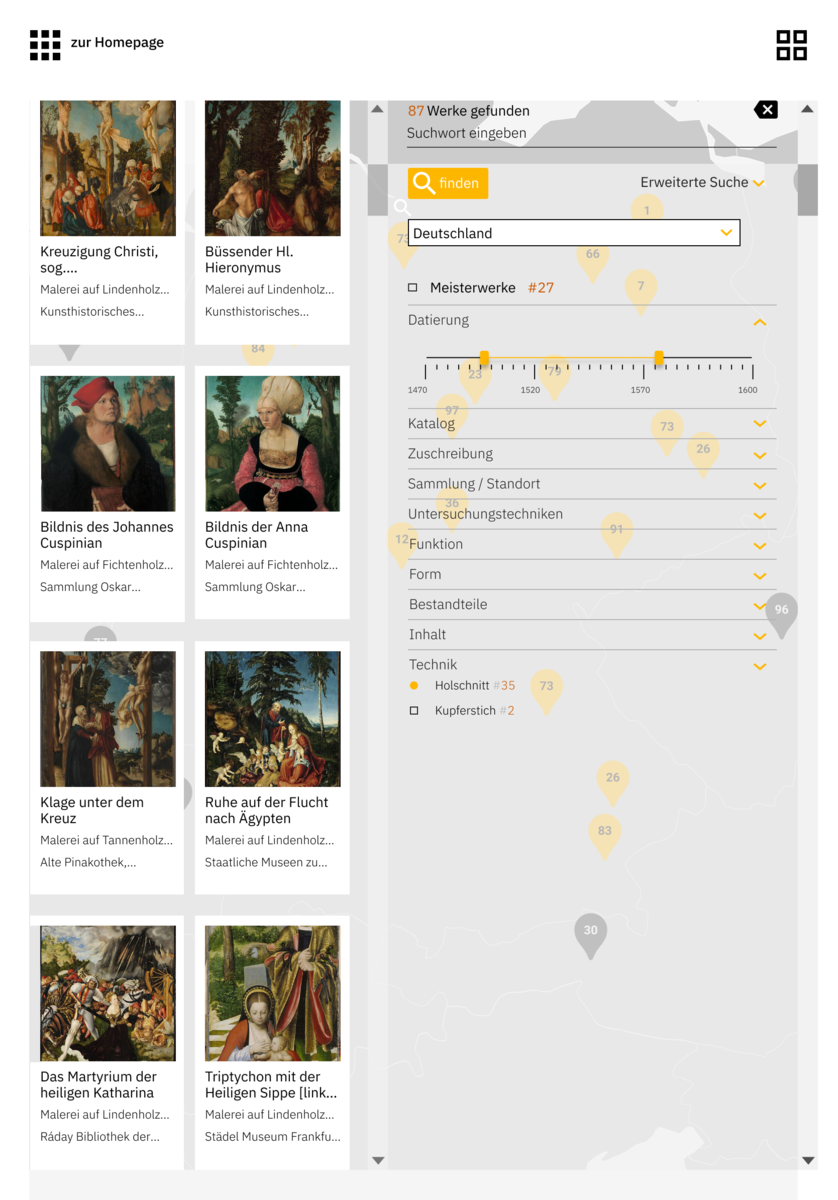 zur Homepage
Kreuzigung Christi,
sog....
Malerei auf Lindenholz...
Kunsthistorisches...
Büssender Hl.
Hieronymus
Malerei auf Lindenholz...
Kunsthistorisches...
84
Bildnis des Johannes
Cuspinian
Malerei auf Fichtenholz...
Sammlung Oskar...
Bildnis der Anna
Cuspinian
Malerei auf Fichtenholz...
Sammlung Oskar...
Klage unter dem
Kreuz
Malerei auf Tannenholz...
Alte Pinakothek,...
Ruhe auf der Flucht
nach Ägypten
Malerei auf Lindenholz...
Staatliche Museen zu...
Das Martyrium der
heiligen Katharina
Malerei auf Lindenholz...
Ráday Bibliothek der...
Triptychon mit der
Heiligen Sippe [link...
Malerei auf Lindenholz...
Städel Museum Frankfu...
87 Werke gefunden
Suchwort eingeben
finden
Erweiterte Suche
1
Deutschland
66
7
Meisterwerke #27
Datierung
23
79
1470 1520 1570 1600
97
Katalog
73
26
Zuschreibung
Sammlung / Standort
36
Untersuchungstechniken
91
12
Funktion
Form
Bestandteile
96
Inhalt
Technik
Holschnitt #35
73
Kupferstich #2
26
83
30